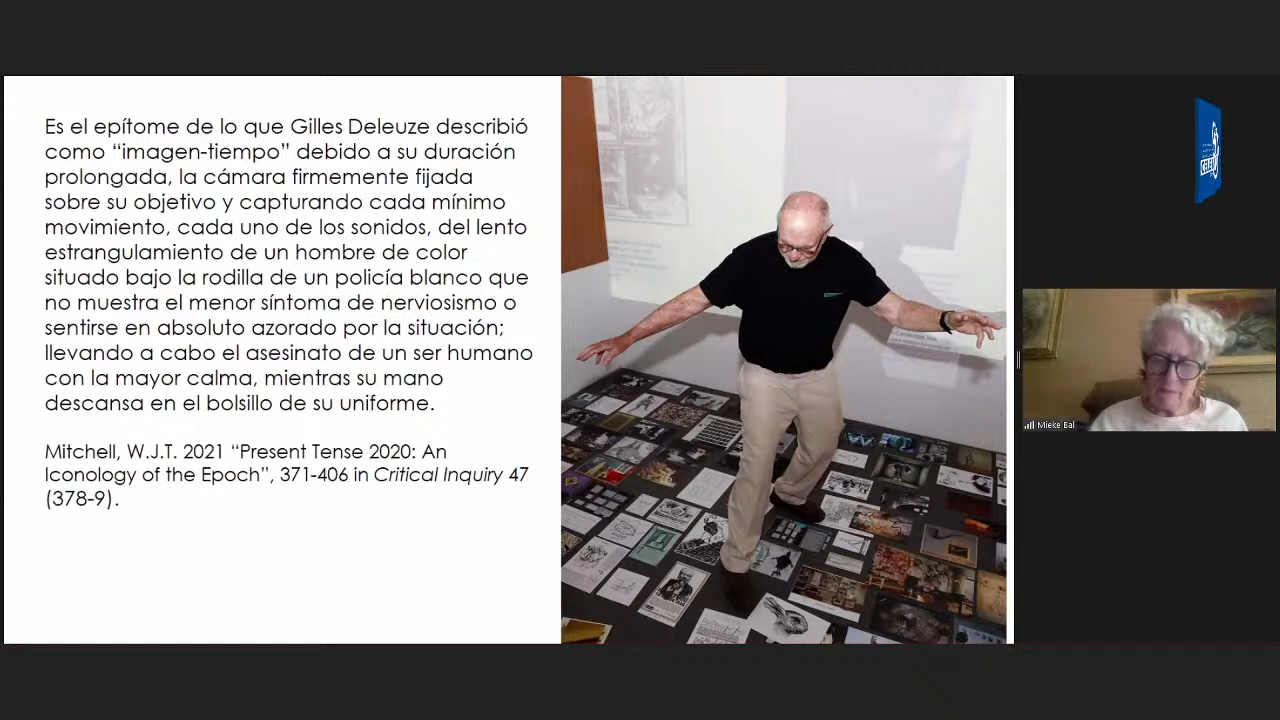 Es el epítome de lo que Gilles Deleuze describió
como “imagen-tiempo” debido a su duración
prolongada, la cámara firmemente fijada
sobre su objetivo y capturando cada mínimo
movimiento, cada uno de los sonidos, del lento
estrangulamiento de un hombre de color
situado bajo la rodilla de un policía blanco que
no muestra el menor síntoma de nerviosismo o
sentirse en absoluto azorado por la situación;
llevando a cabo el asesinato de un ser humano
con la mayor calma, mientras su mano
descansa en el bolsillo de su uniforme.
Mitchell, W.J.T. 2021 “Present Tense 2020: An
Iconology of the Epoch”, 371-406 in Critical Inquiry 47
(378-9).
Mieke Bal